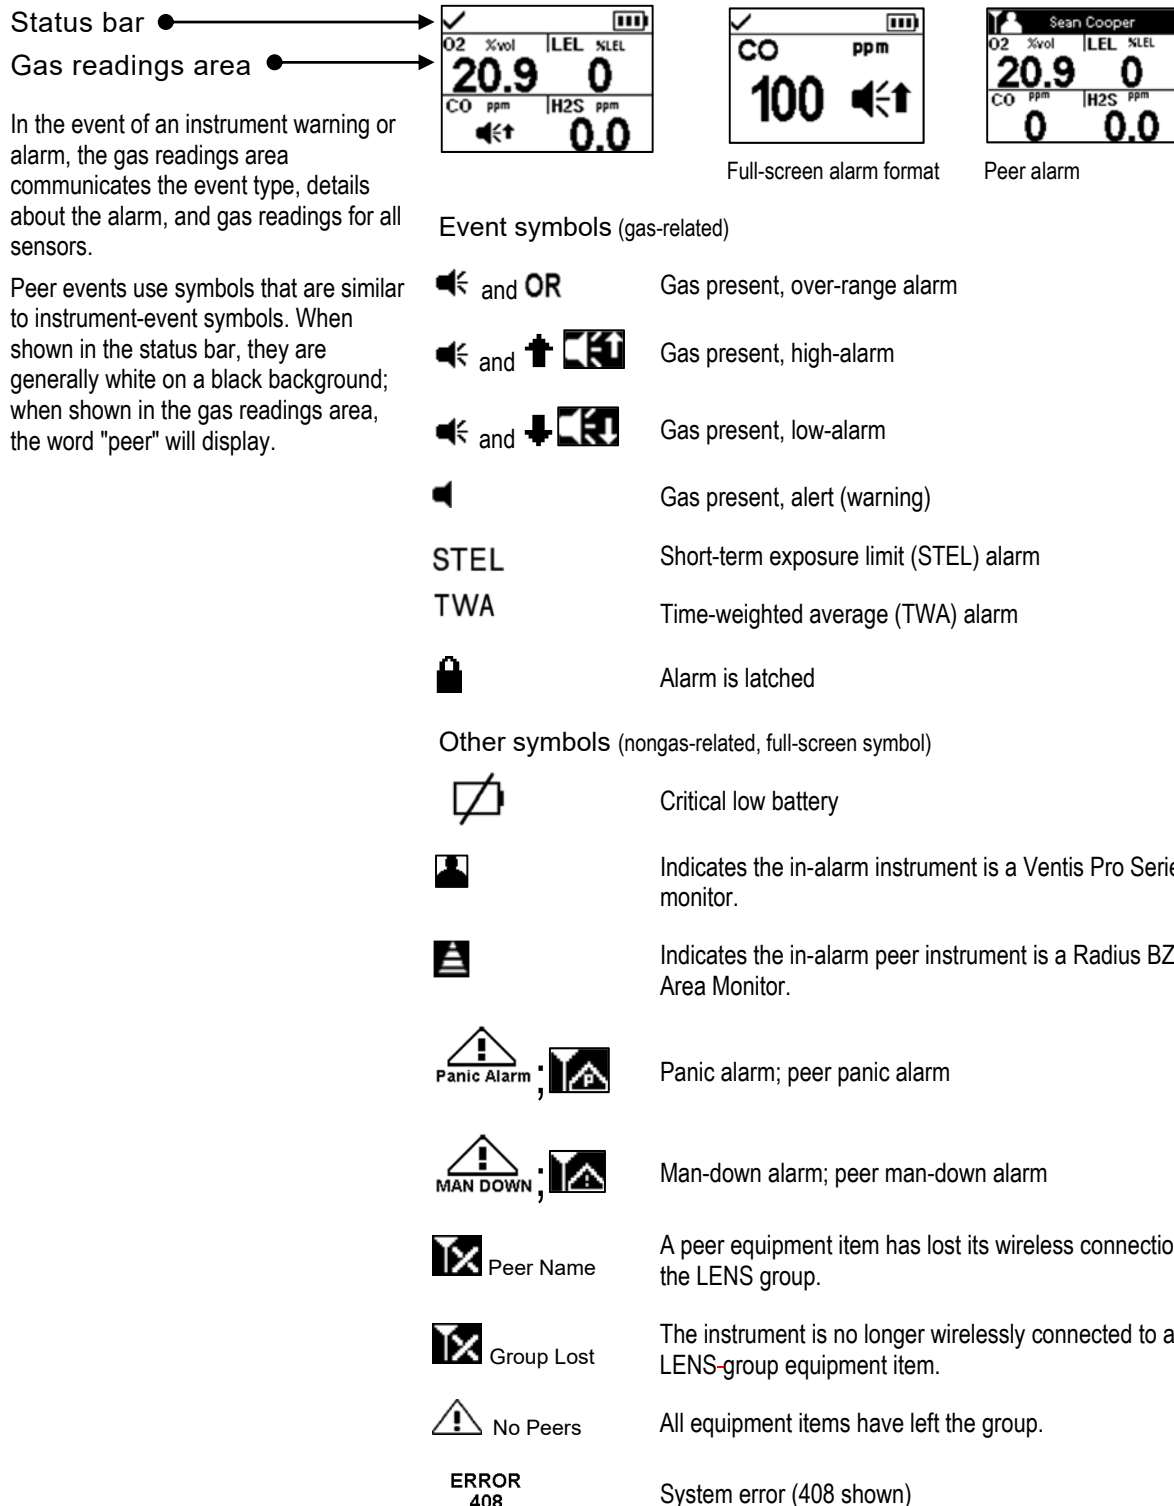 Status bar
Gas readings area
In the event of an instrument warning or
alarm, the gas readings area
communicates the event type, details
about the alarm, and gas readings for all
sensors.
Peer events use symbols that are similar
to instrument-event symbols. When
shown in the status bar, they are
generally white on a black background;
when shown in the gas readings area,
the word "peer" will display.
O2 %vol LEL %LEL
20.9 0
CO ppm H2S ppm
0.0
CO ppm
100
Full-screen alarm format
Sean Cooper
O2 %vol LEL %LEL
20.9 0
CO ppm H2S ppm
0 0.0
Peer alarm
Event symbols (gas-related)
and OR Gas present, over-range alarm
and Gas present, high-alarm
and Gas present, low-alarm
Gas present, alert (warning)
STEL Short-term exposure limit (STEL) alarm
TWA Time-weighted average (TWA) alarm
Alarm is latched
Other symbols (nongas-related, full-screen symbol)
Critical low battery
Indicates the in-alarm instrument is a Ventis Pro Serie
monitor.
Indicates the in-alarm peer instrument is a Radius BZ
Area Monitor.
Panic Alarm ; P Panic alarm; peer panic alarm
MAN DOWN ; Man-down alarm; peer man-down alarm
Peer Name A peer equipment item has lost its wireless connectio
the LENS group.
Group Lost The instrument is no longer wirelessly connected to a
LENS-group equipment item.
No Peers All equipment items have left the group.
ERROR
408 System error (408 shown)